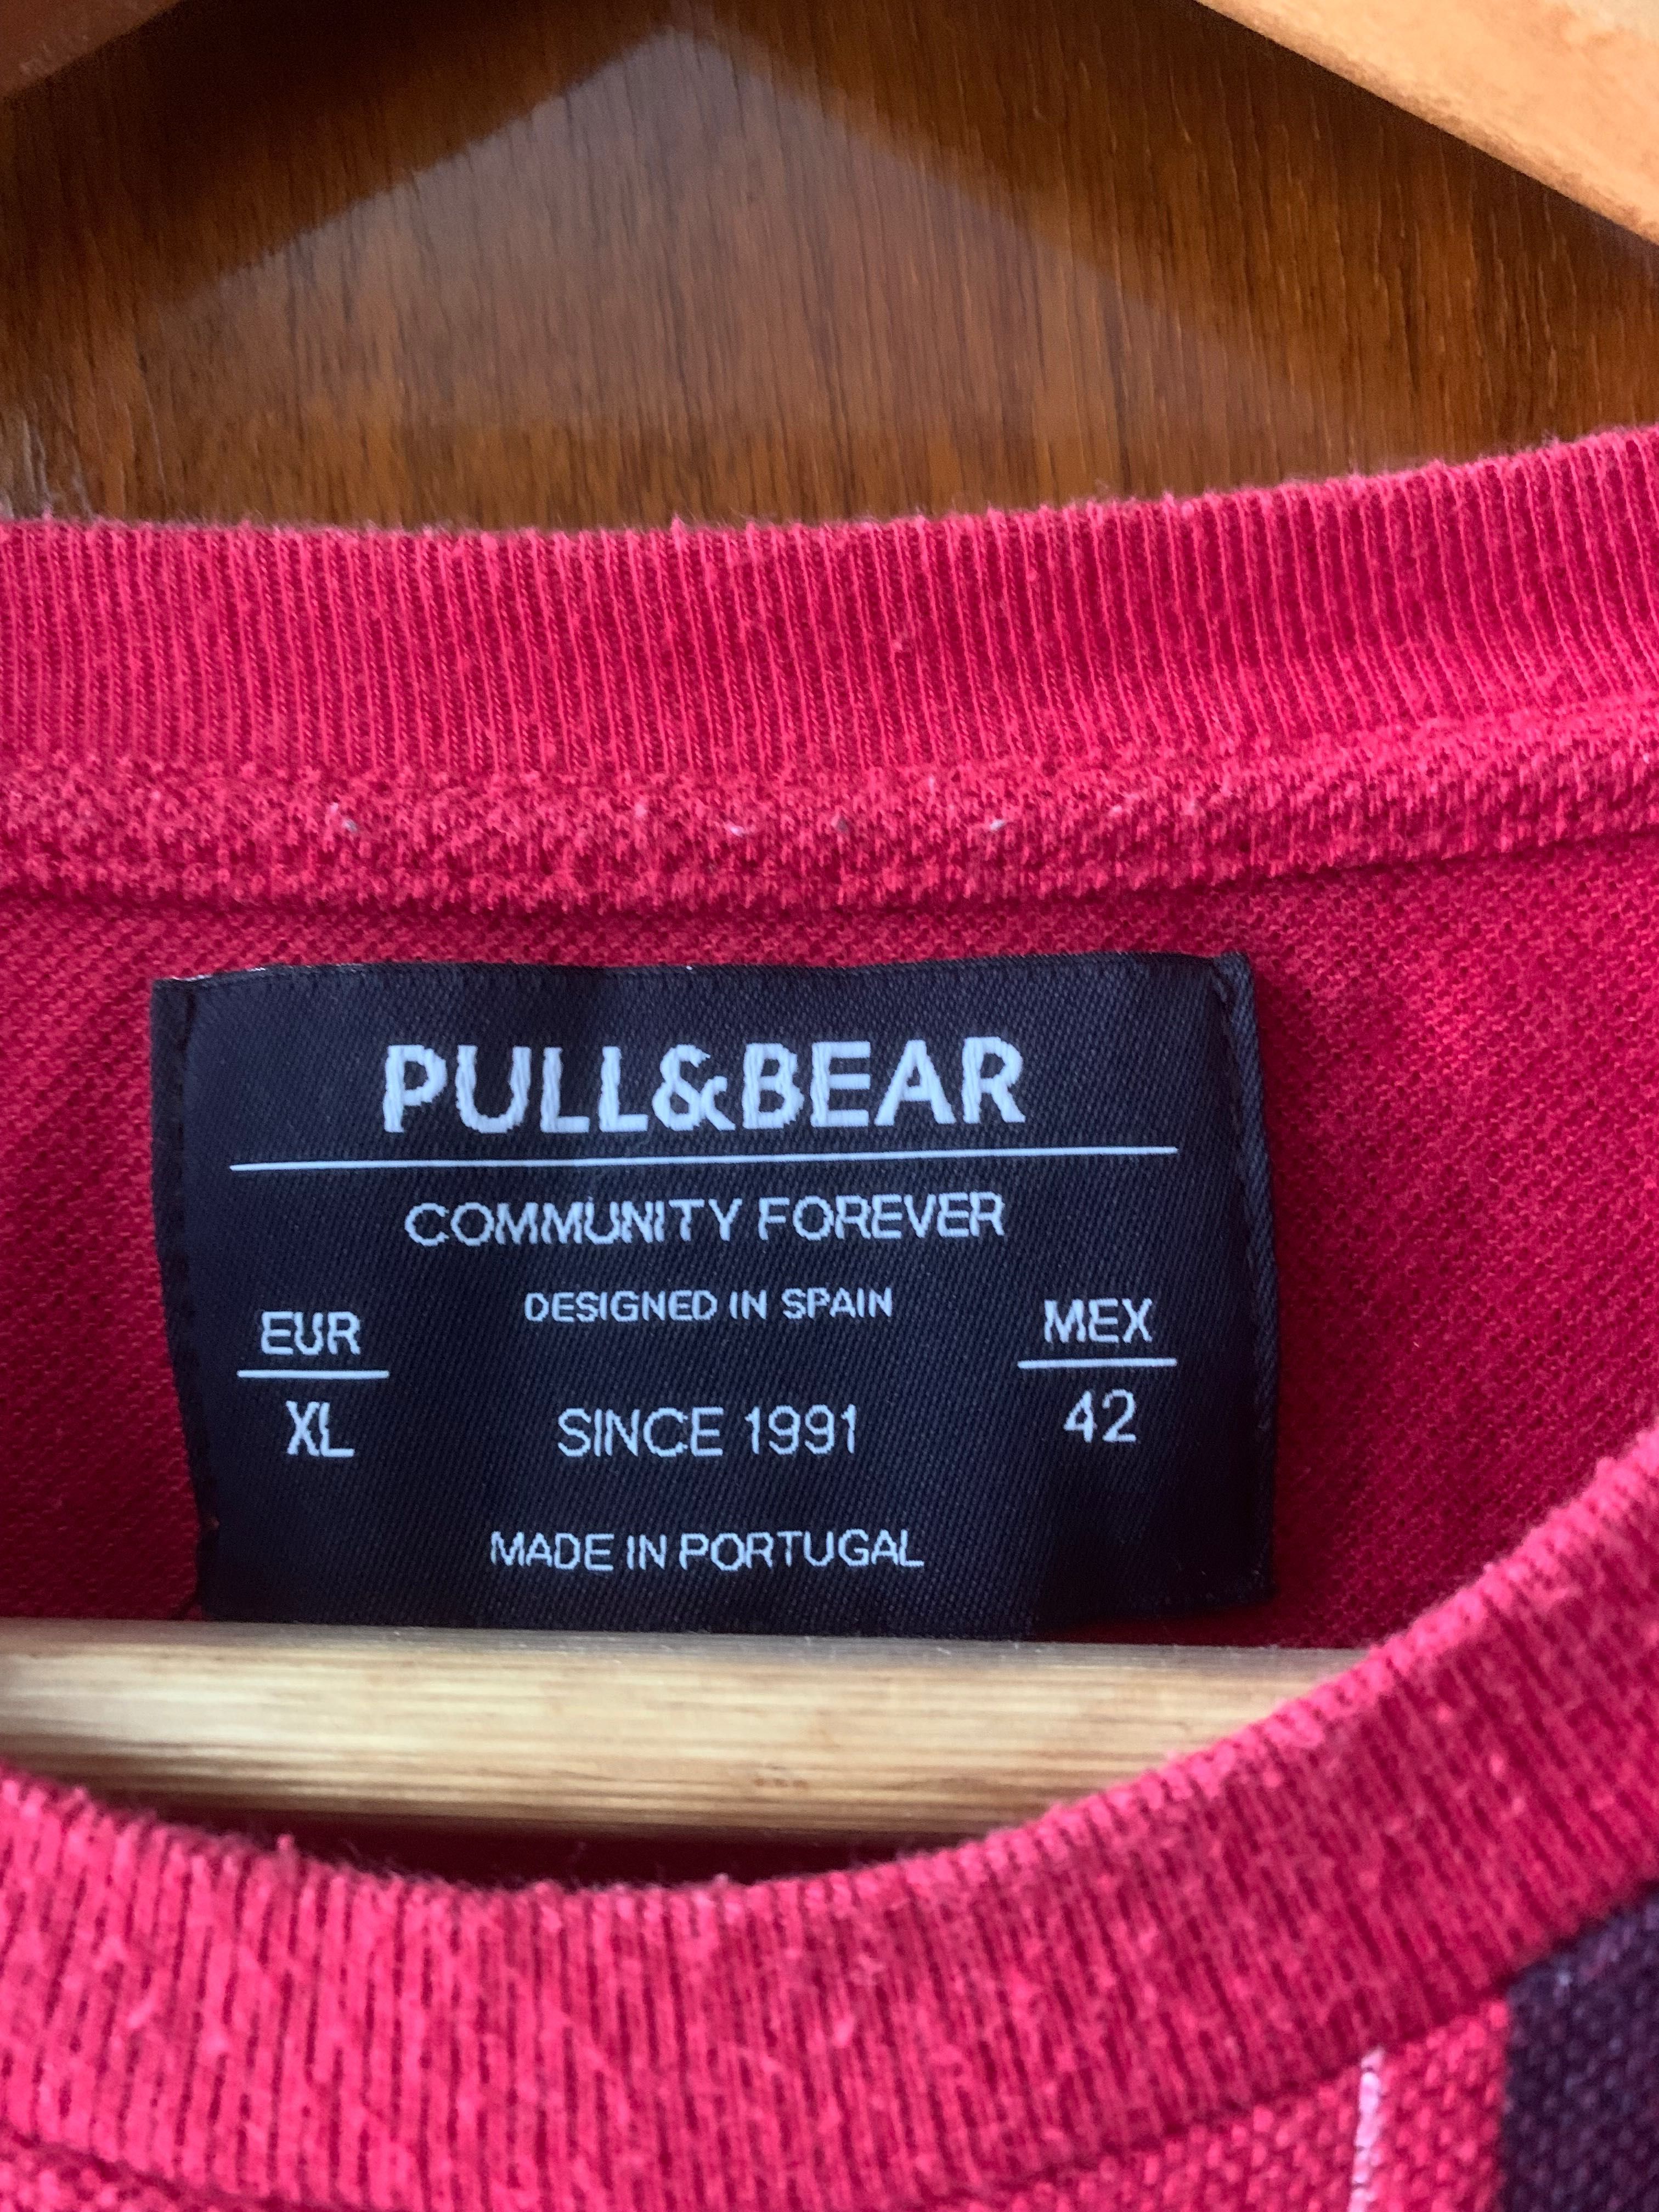 PULL&BEAR
COMMUNITY FOREVER
DESIGNED IN SPAIN
EUR
XL
MEX
42
SINCE 1991
MADE IN PORTUGAL